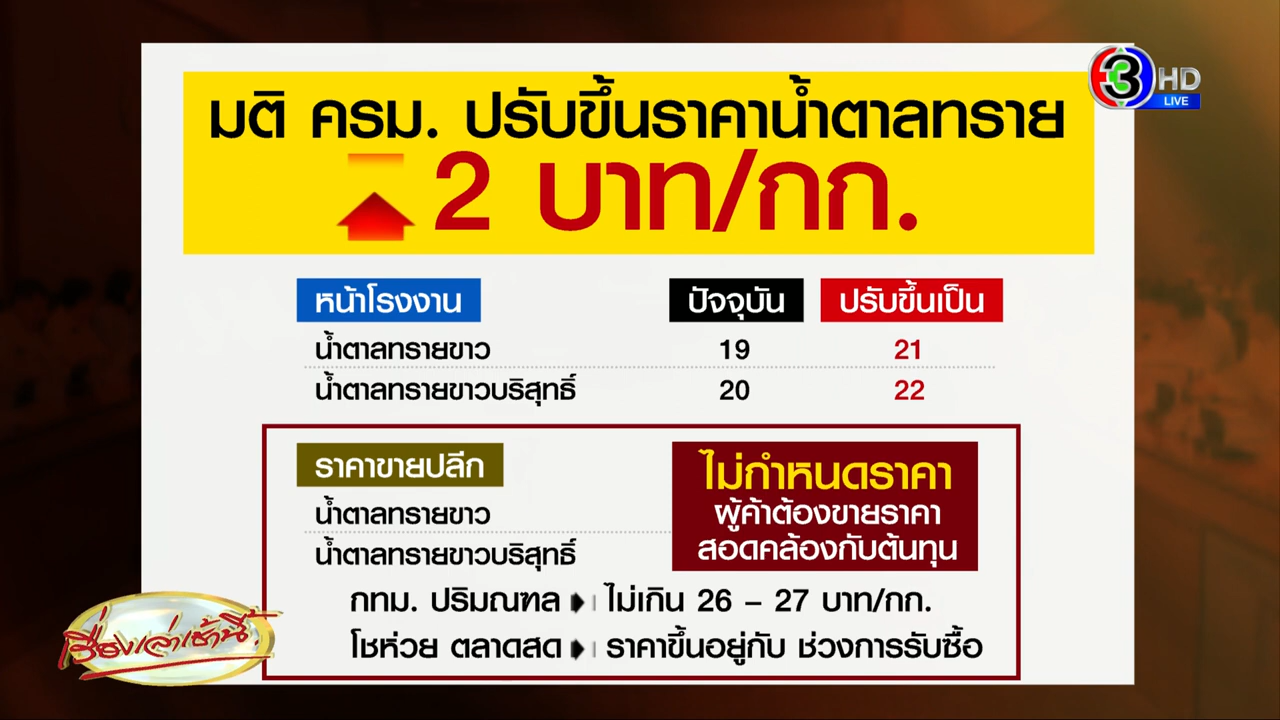 3 HD
LIVE
มติ ครม. ปรับขึ้นราคาน้ำตาลทราย
2 บาท/กก.
หน้าโรงงาน ปัจจุบัน ปรับขึ้นเป็น
น้ำตาลทรายขาว 19 21
น้ำตาลทรายขาวบริสุทธิ์ 20 22
ราคาขายปลีก
น้ำตาลทรายขาว
น้ำตาลทรายขาวบริสุทธิ์
ไม่กำหนดราคา
ผู้ค้าต้องขายราคา
สอดคล้องกับต้นทุน
กทม. ปริมณฑล ไม่เกิน 26 – 27 บาท/กก.
โชห่วย ตลาดสด ราคาขึ้นอยู่กับ ช่วงการรับซื้อ
เรื่องเล่าเช้านี้